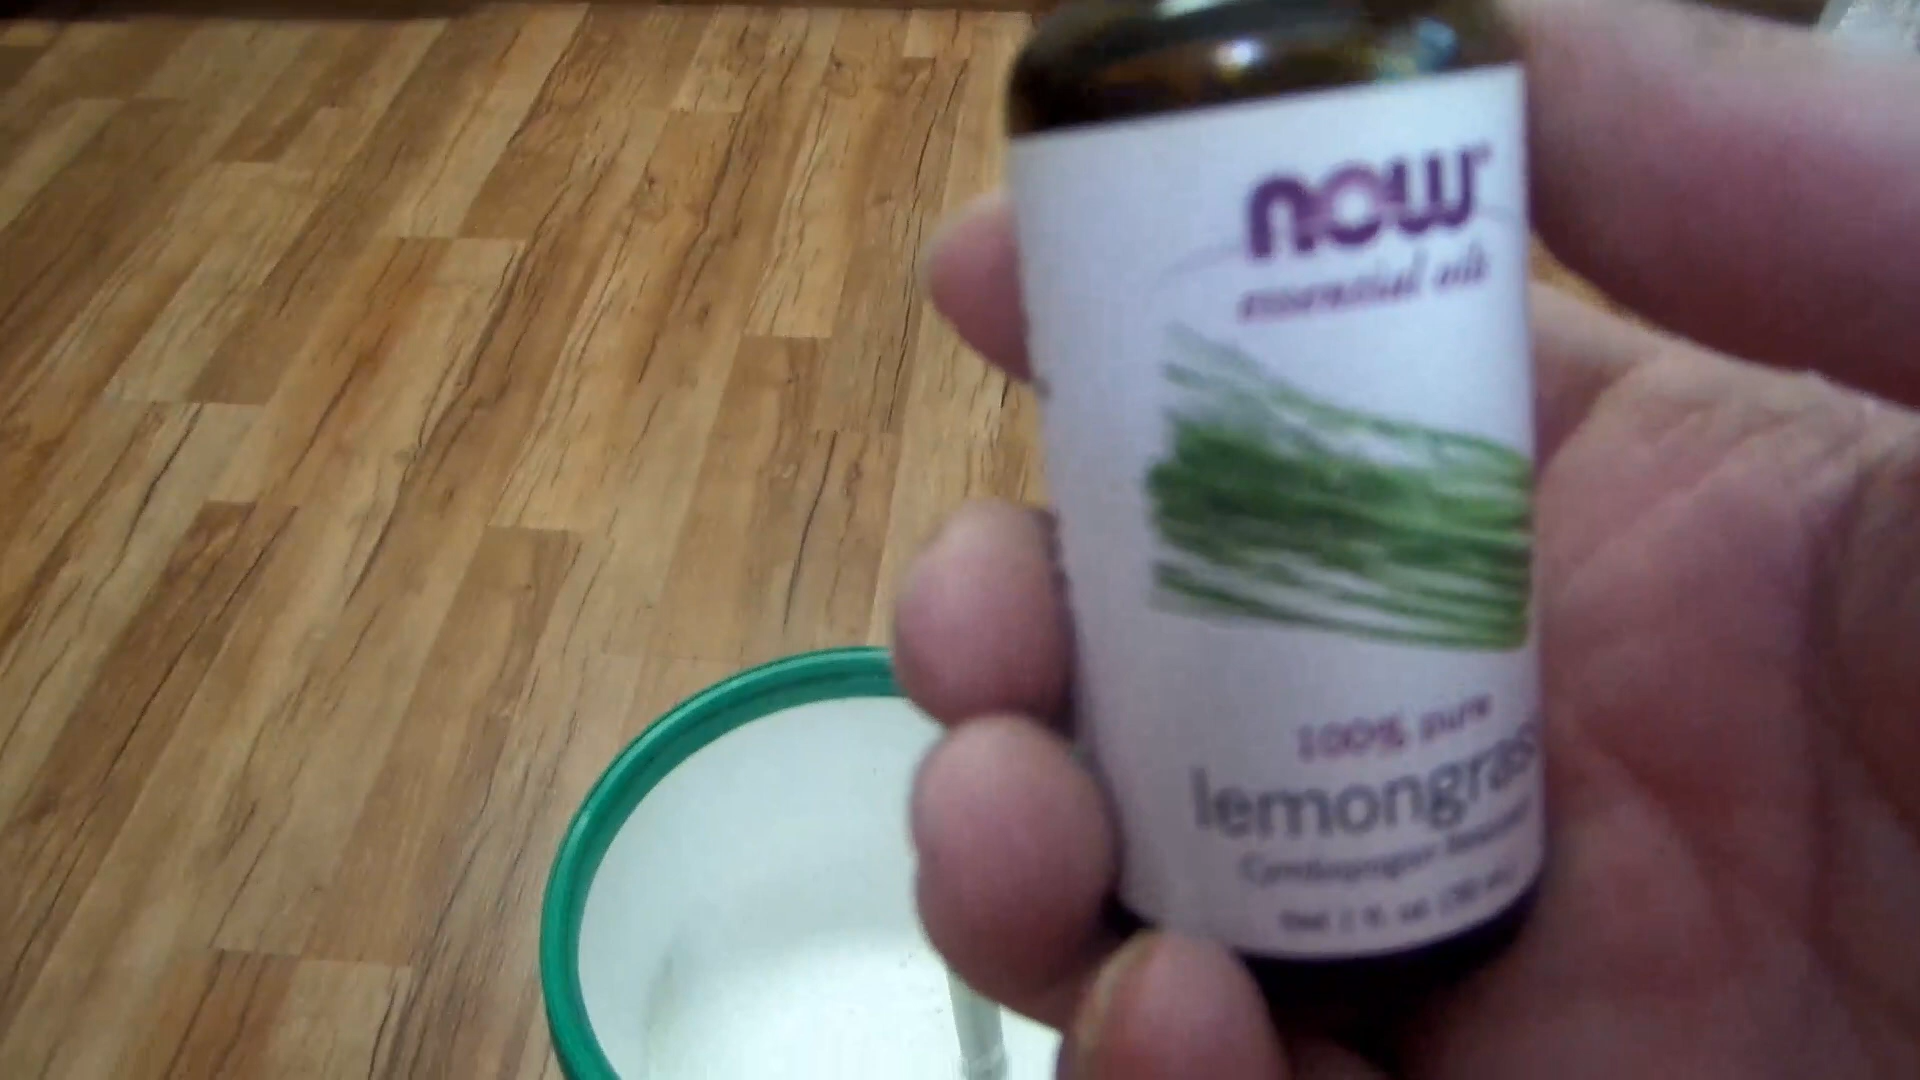 now
essential oils
100% pure
lemongrass